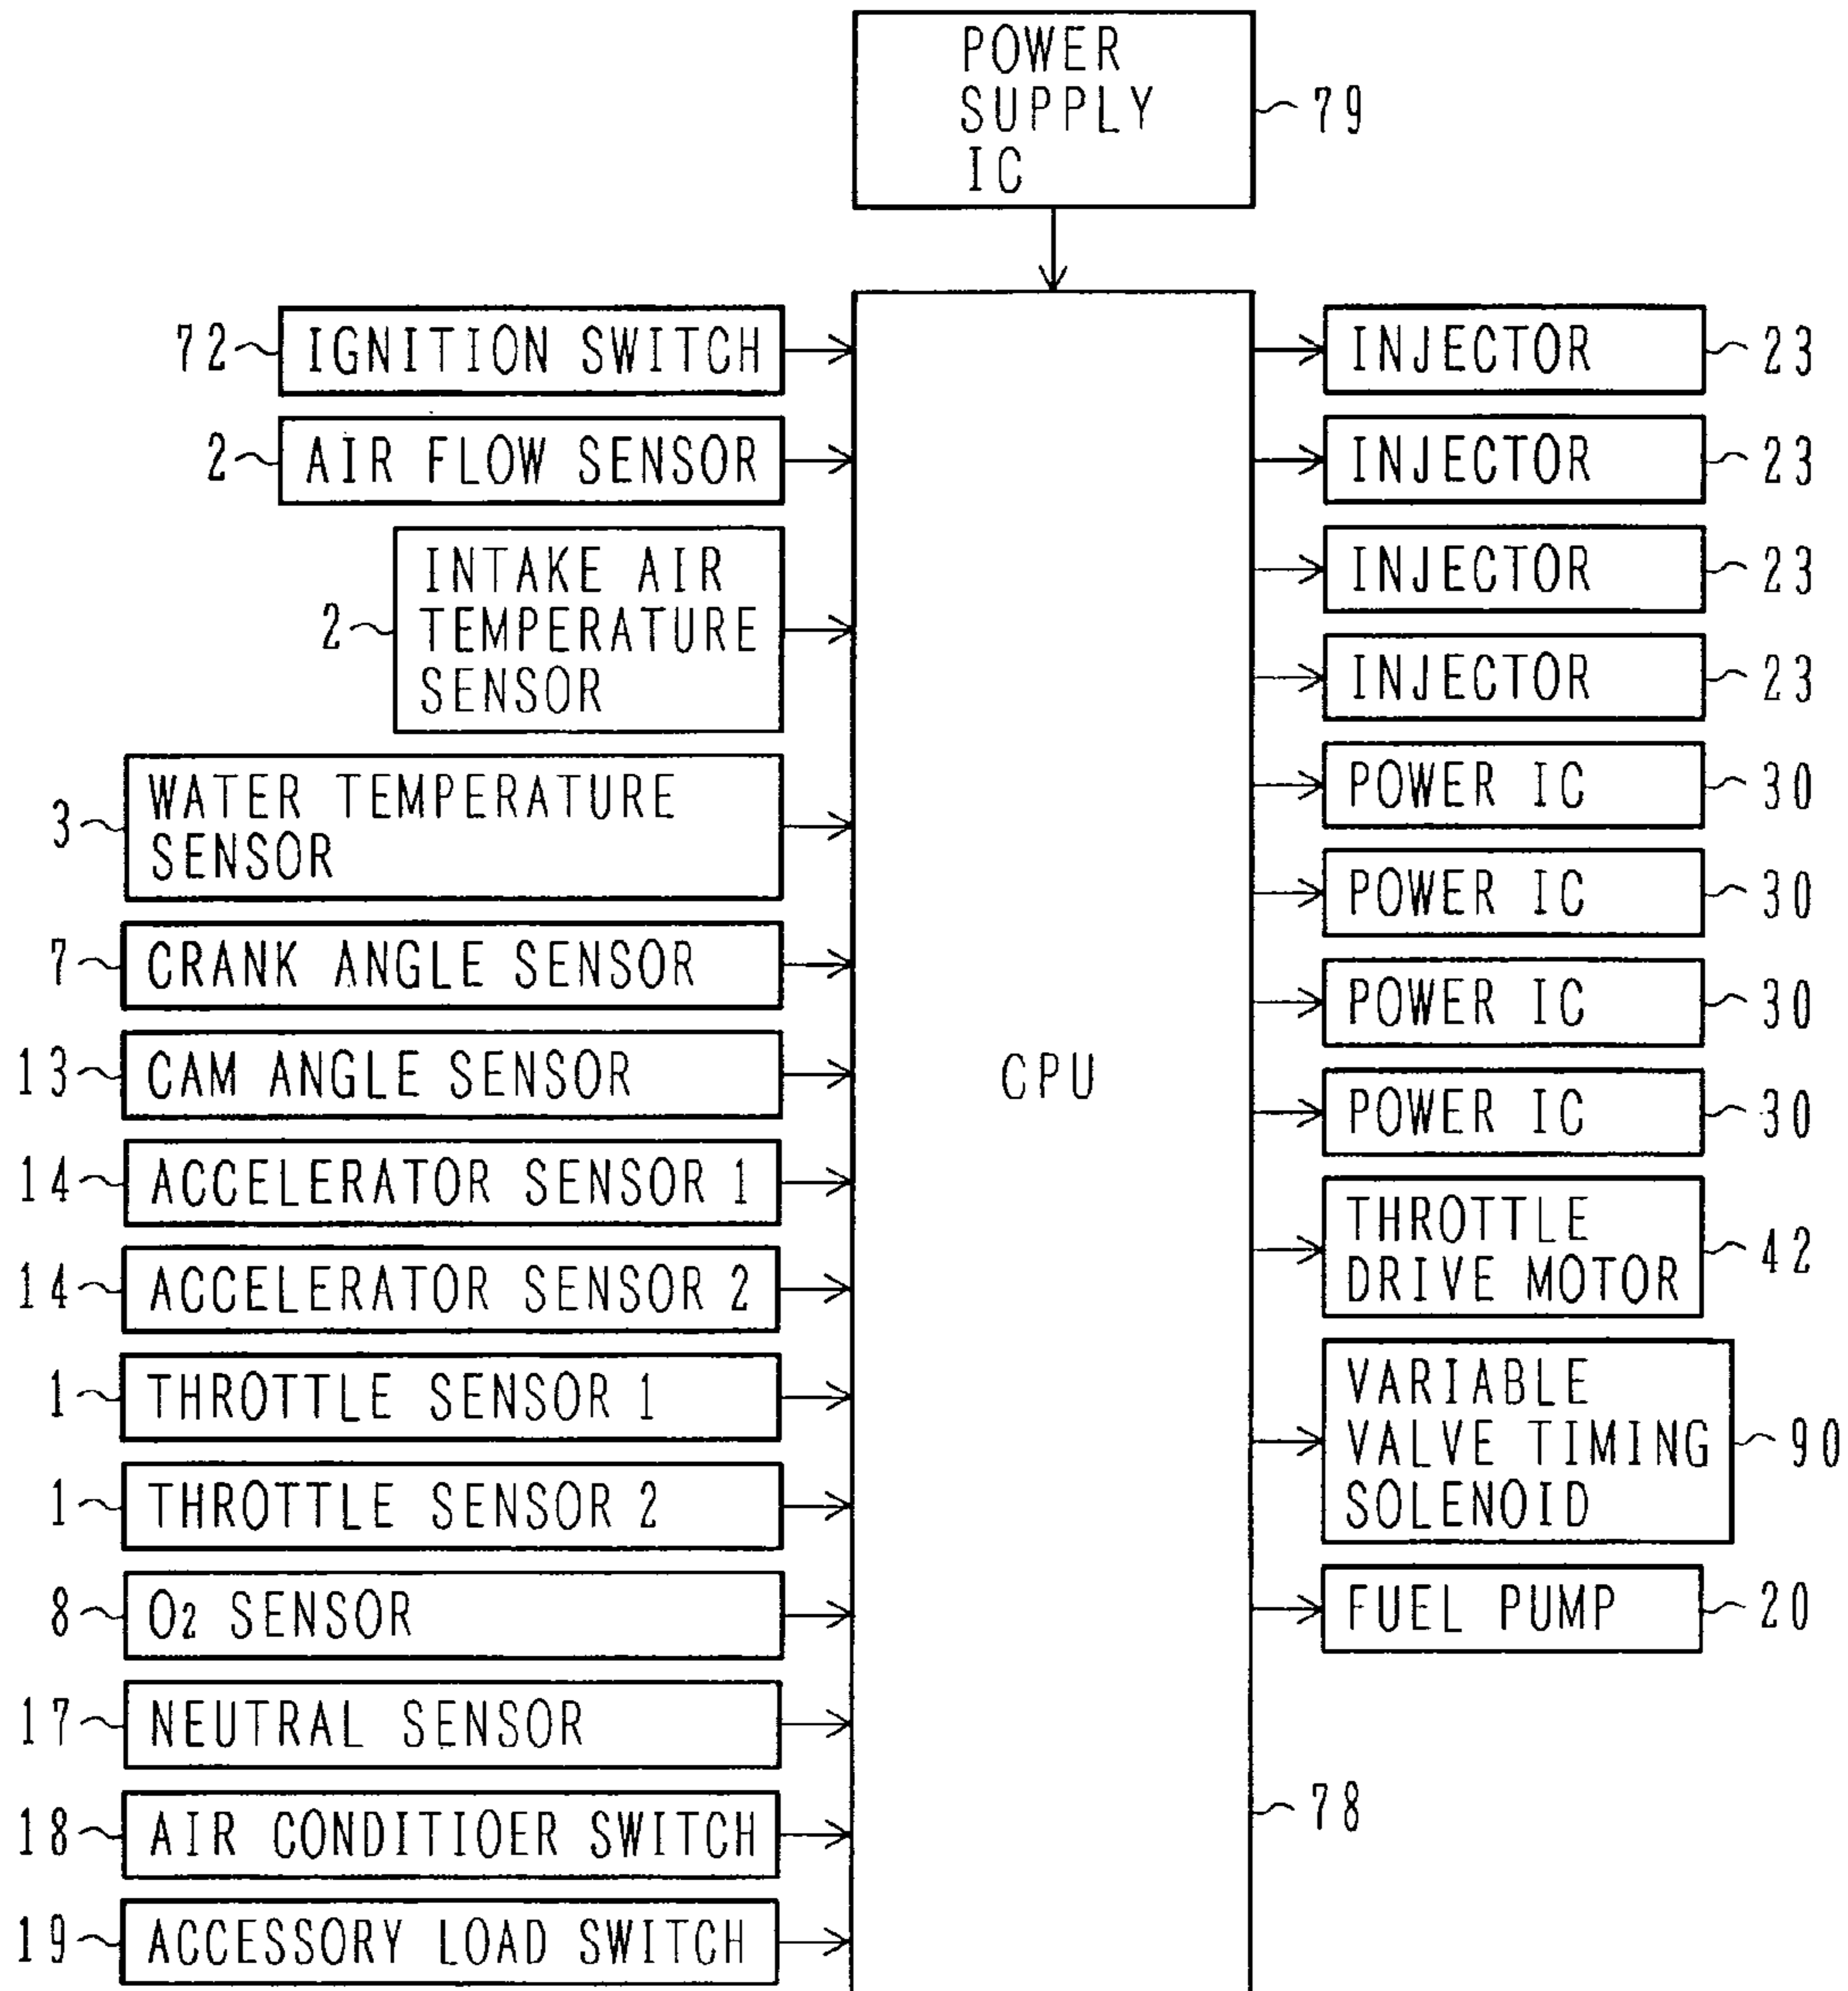 POWER
SUPPLY
IC
79
72 IGNITION SWITCH
2 AIR FLOW SENSOR
2 INTAKE AIR
TEMPERATURE
SENSOR
3 WATER TEMPERATURE
SENSOR
7 CRANK ANGLE SENSOR
13 CAM ANGLE SENSOR
14 ACCELERATOR SENSOR 1
14 ACCELERATOR SENSOR 2
1 THROTTLE SENSOR 1
1 THROTTLE SENSOR 2
8 O2 SENSOR
17 NEUTRAL SENSOR
18 AIR CONDITIOER SWITCH
19 ACCESSORY LOAD SWITCH
CPU
78
INJECTOR 23
INJECTOR 23
INJECTOR 23
INJECTOR 23
POWER IC 30
POWER IC 30
POWER IC 30
POWER IC 30
THROTTLE
DRIVE MOTOR
42
VARIABLE
VALVE TIMING
SOLENOID
90
FUEL PUMP 20